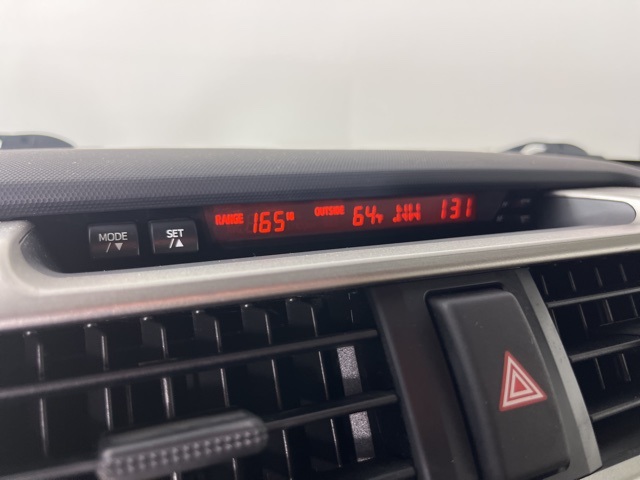 MODE
/▼
SET
/▲
RANGE 165 OUTSIDE 64°F 131